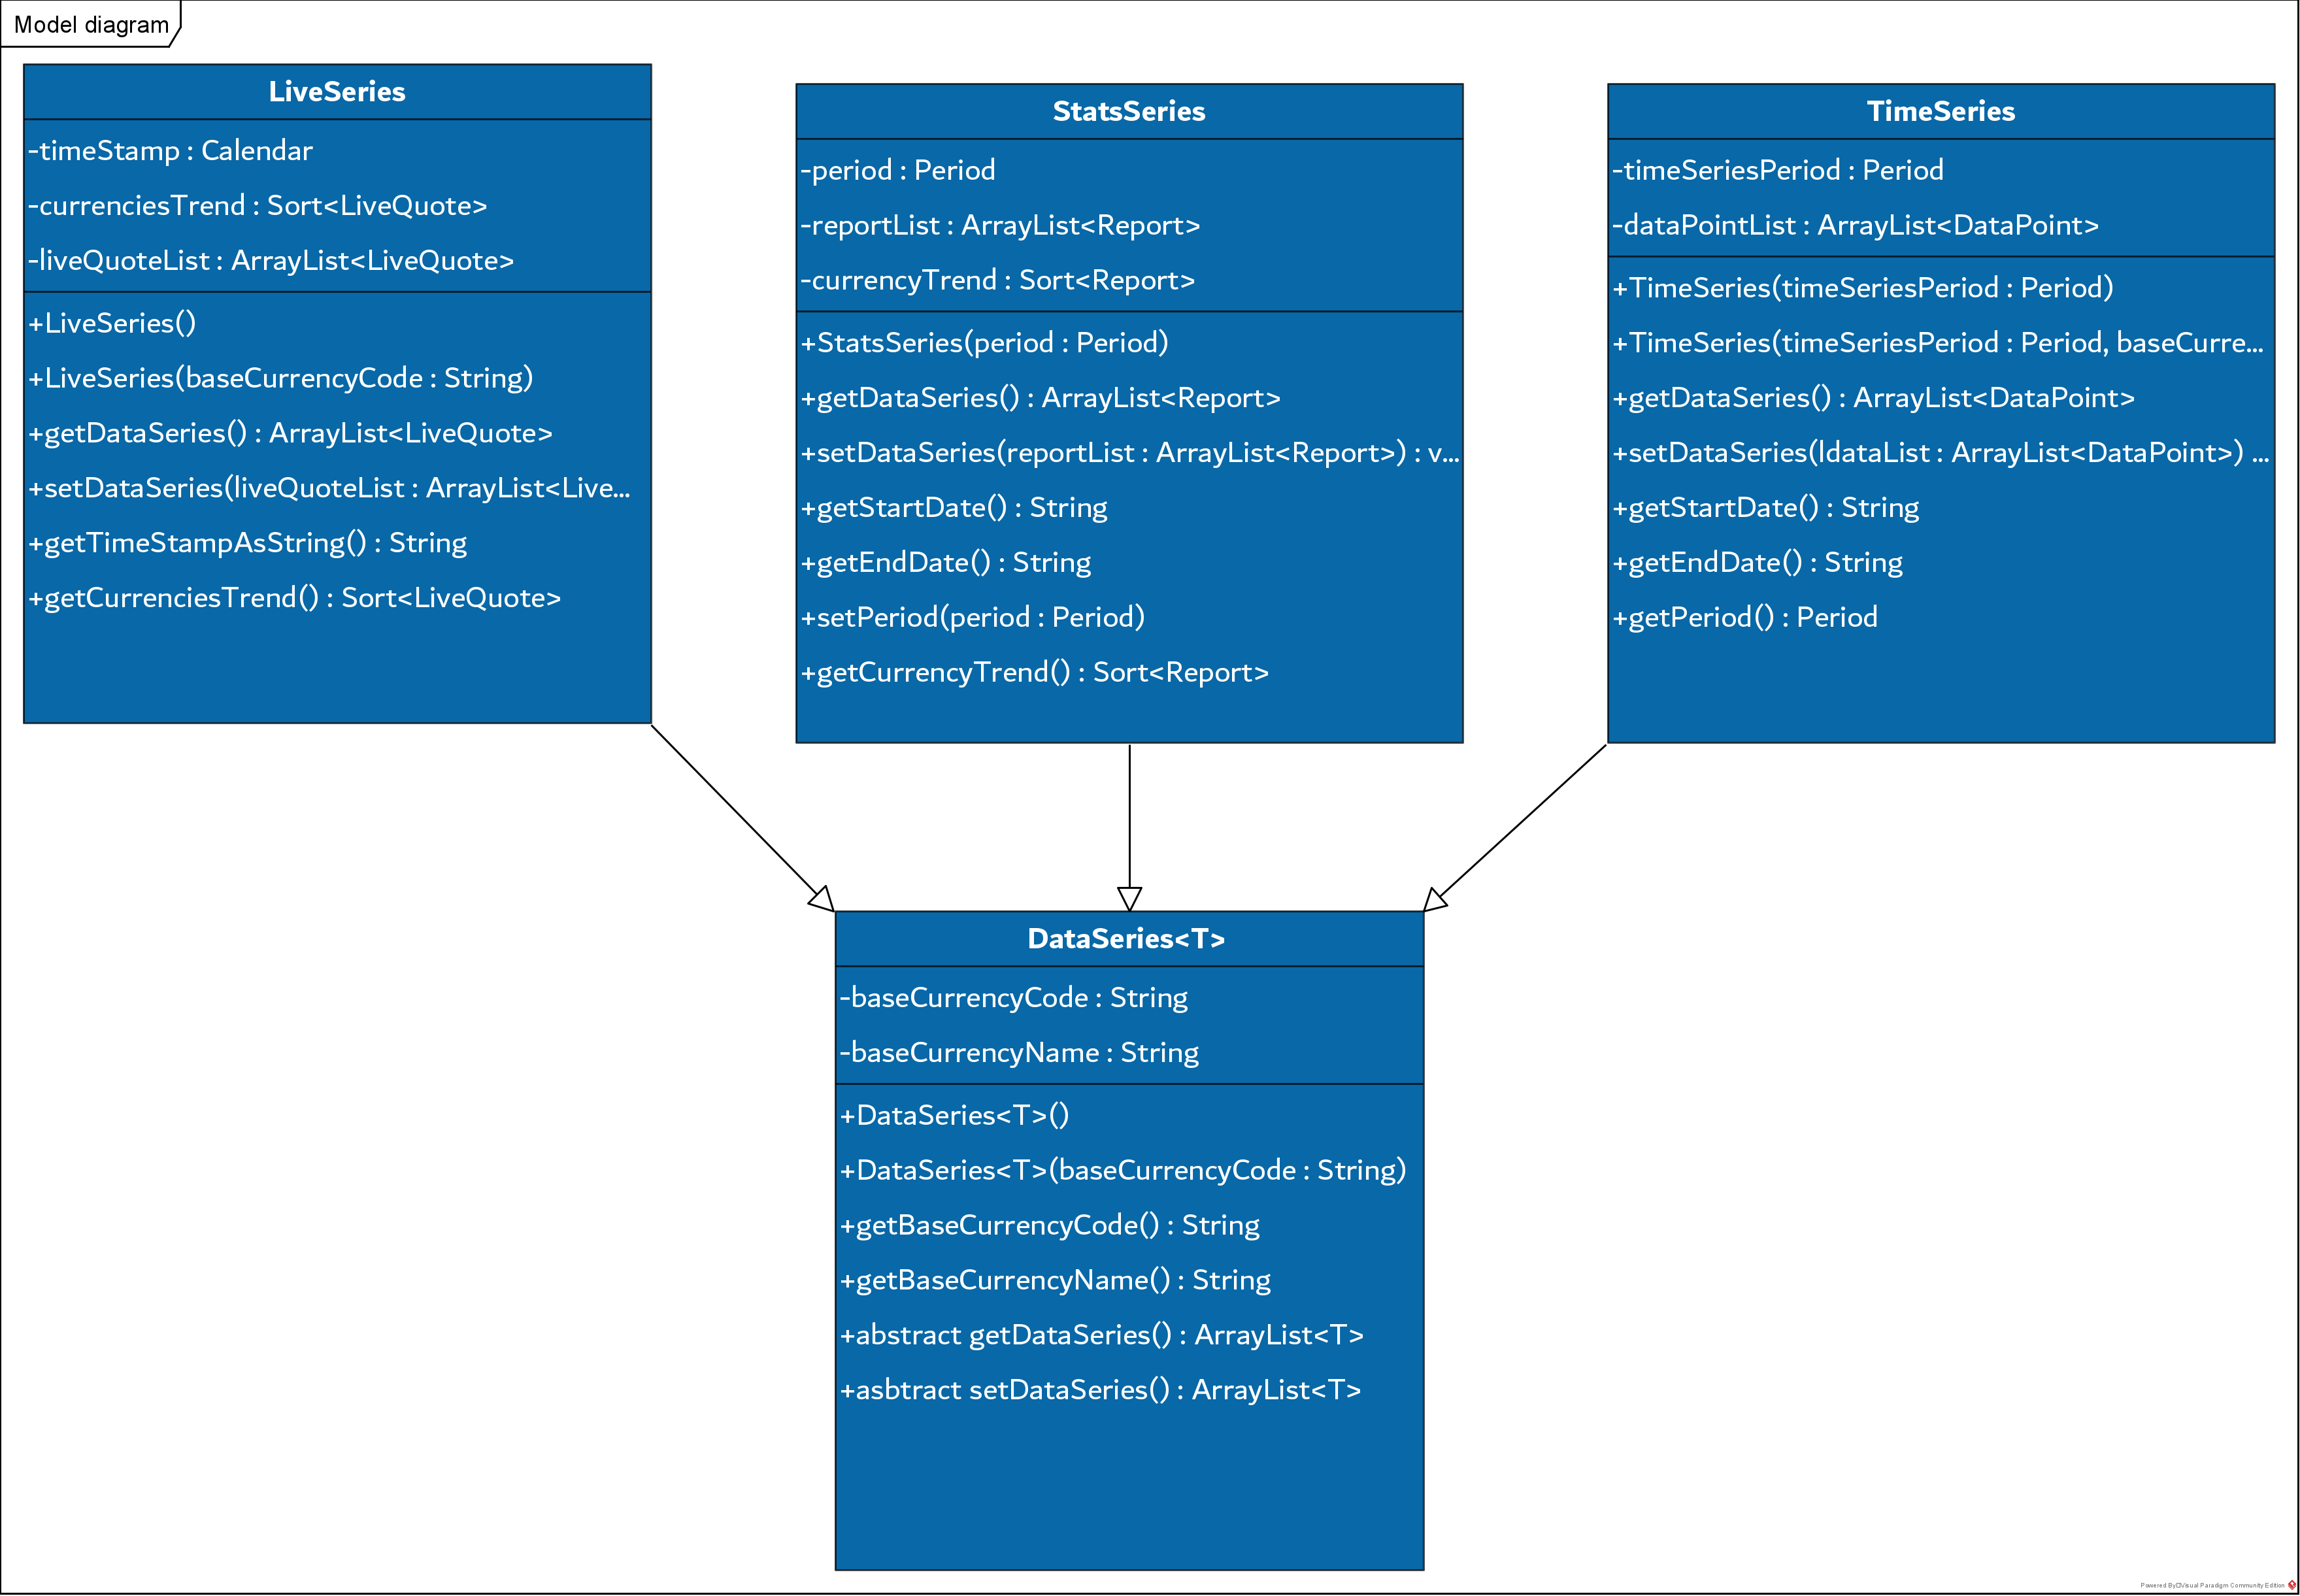 Model diagram
LiveSeries
-timeStamp : Calendar
-currenciesTrend : Sort<LiveQuote>
-liveQuoteList : ArrayList<LiveQuote>
+LiveSeries()
+LiveSeries(baseCurrencyCode : String)
+getDataSeries() : ArrayList<LiveQuote>
+setDataSeries(liveQuoteList : ArrayList<Live...
+getTimeStampAsString() : String
+getCurrenciesTrend() : Sort<LiveQuote>
StatsSeries
-period : Period
-reportList : ArrayList<Report>
-currencyTrend : Sort<Report>
+StatsSeries(period : Period)
+getDataSeries() : ArrayList<Report>
+setDataSeries(reportList : ArrayList<Report>) : v...
+getStartDate() : String
+getEndDate() : String
+setPeriod(period : Period)
+getCurrencyTrend() : Sort<Report>
TimeSeries
-timeSeriesPeriod : Period
-dataPointList : ArrayList<DataPoint>
+TimeSeries(timeSeriesPeriod : Period)
+TimeSeries(timeSeriesPeriod : Period, baseCurre...
+getDataSeries() : ArrayList<DataPoint>
+setDataSeries(ldataList : ArrayList<DataPoint>) ...
+getStartDate() : String
+getEndDate() : String
+getPeriod() : Period
DataSeries<T>
-baseCurrencyCode : String
-baseCurrencyName : String
+DataSeries<T>()
+DataSeries<T>(baseCurrencyCode : String)
+getBaseCurrencyCode() : String
+getBaseCurrencyName() : String
+abstract getDataSeries() : ArrayList<T>
+asbtract setDataSeries() : ArrayList<T>
Powered By Visual Paradigm Community Edition